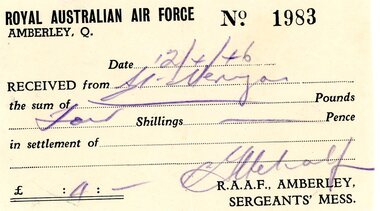 ROYAL AUSTRALIAN AIR FORCE No 1983
AMBERLEY, Q.
Date 12/4/46
RECEIVED from
the sum of — Pounds
Four Shillings — Pence
in settlement of
£ : 4 : -
R.A.A.F., AMBERLEY,
SERGEANTS' MESS.